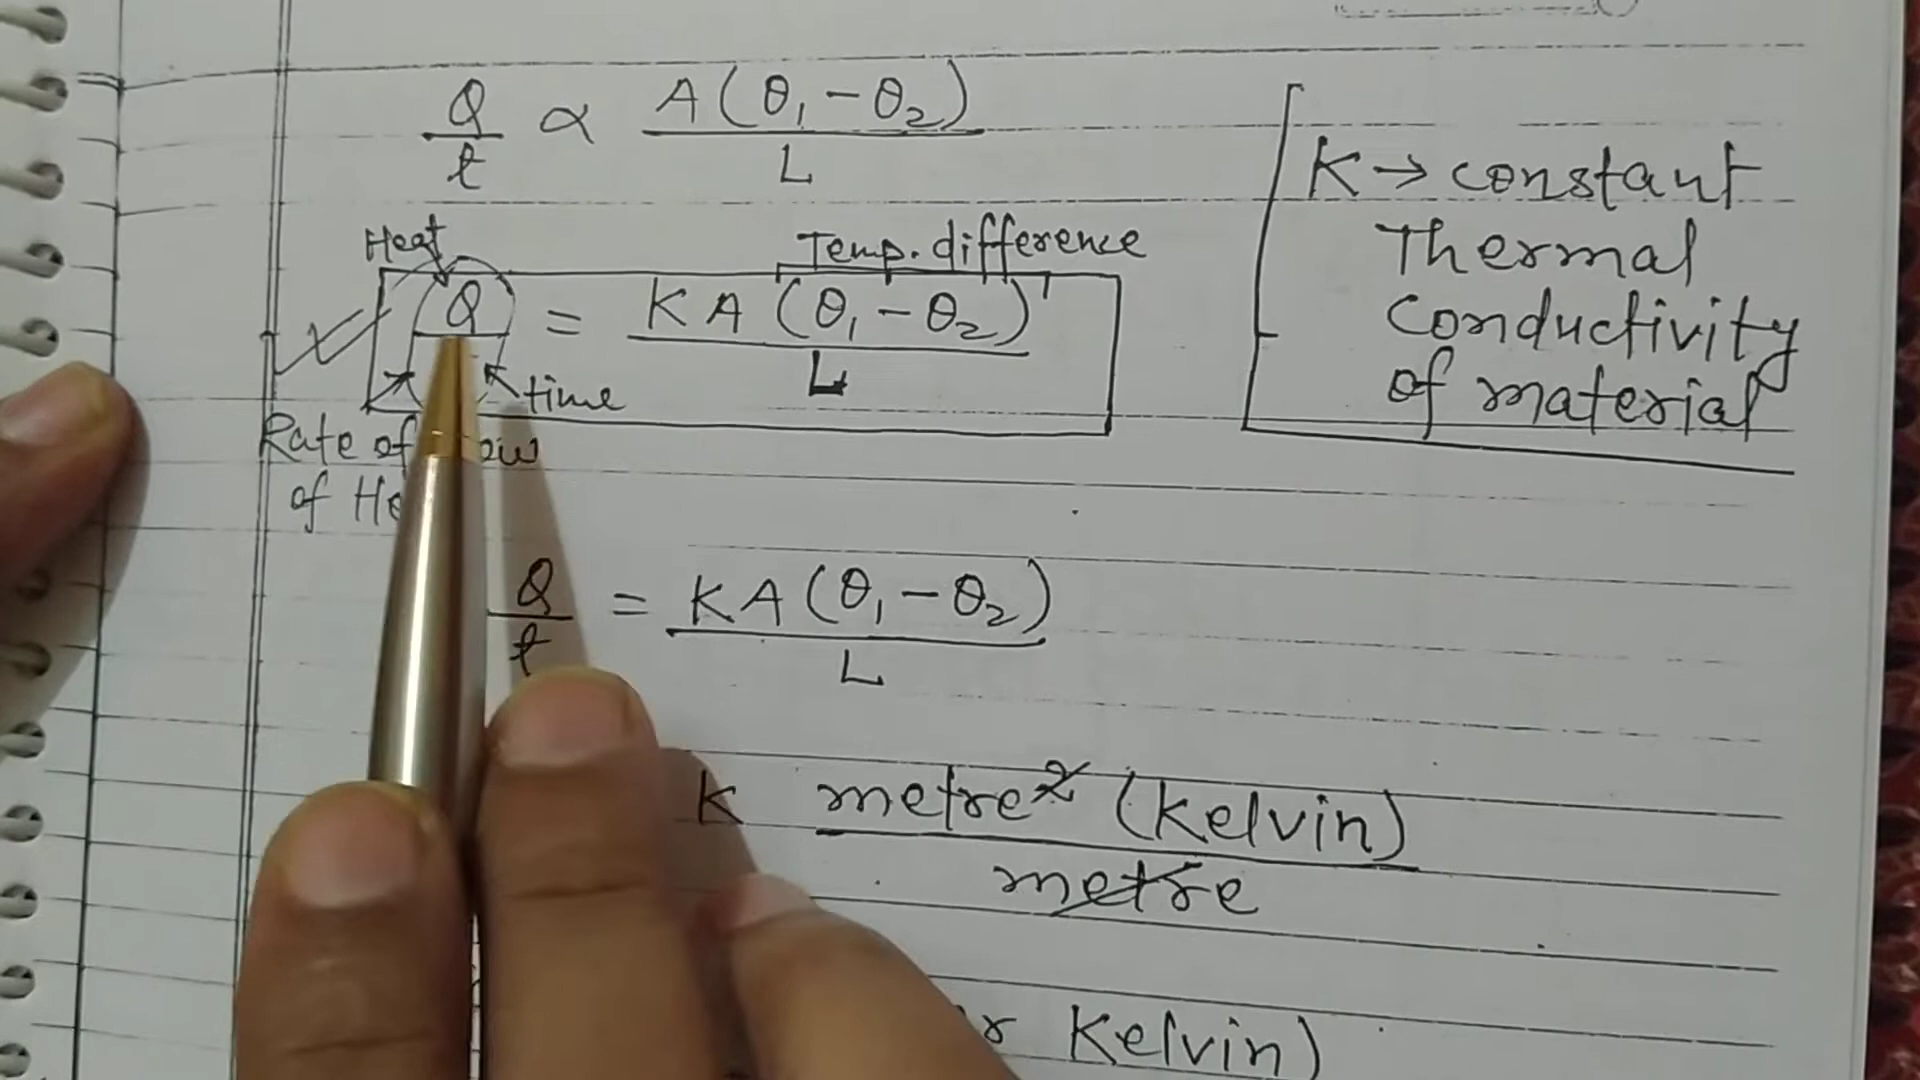 Q/t ∝ A(θ₁-θ₂)/L
Heat
Temp. difference
Q = KA(θ₁-θ₂)/L
time
Rate of
of
K → constant
Thermal
Conductivity
of material
Q/t = KA(θ₁-θ₂)/L
K metre² (Kelvin)
metre
Kelvin)